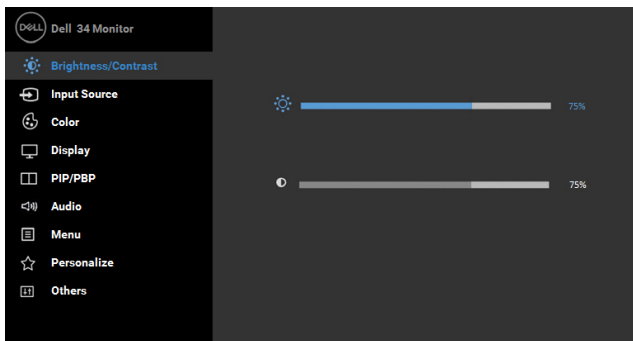 DELL Dell 34 Monitor
Brightness/Contrast
Input Source
75%
Color
Display
PIP/PBP
75%
Audio
Menu
Personalize
Others